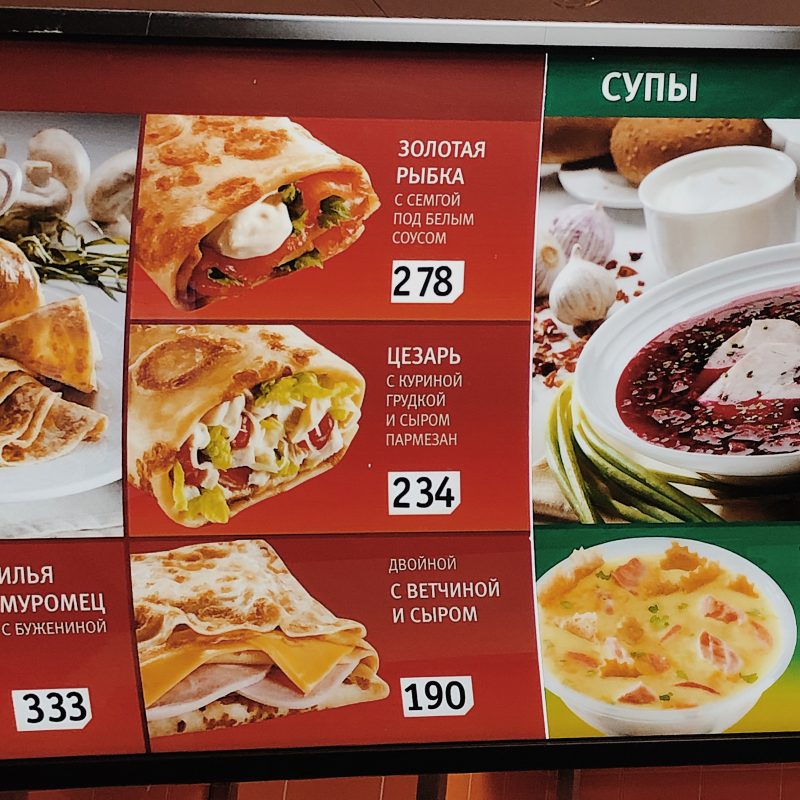 ЗОЛОТАЯ
РЫБКА
С СЕМГОЙ
ПОД БЕЛЫМ
СОУСОМ
278
ЦЕЗАРЬ
С КУРИНОЙ
ГРУДКОЙ
И СЫРОМ
ПАРМЕЗАН
234
ИЛЬЯ
МУРОМЕЦ
С БУЖЕНИНОЙ
333
ДВОЙНОЙ
С ВЕТЧИНОЙ
И СЫРОМ
190
СУПЫ